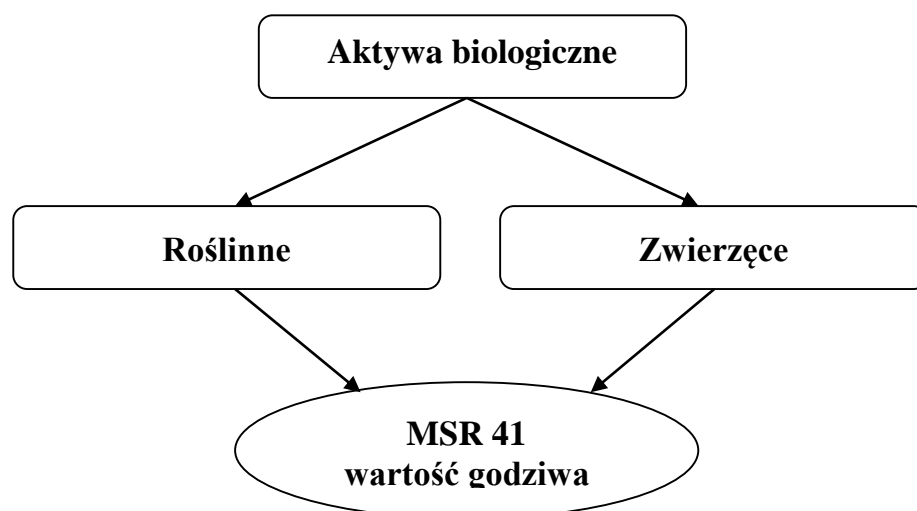 Aktywa biologiczne
Roślinne
Zwierzęce
MSR 41
wartość godziwa